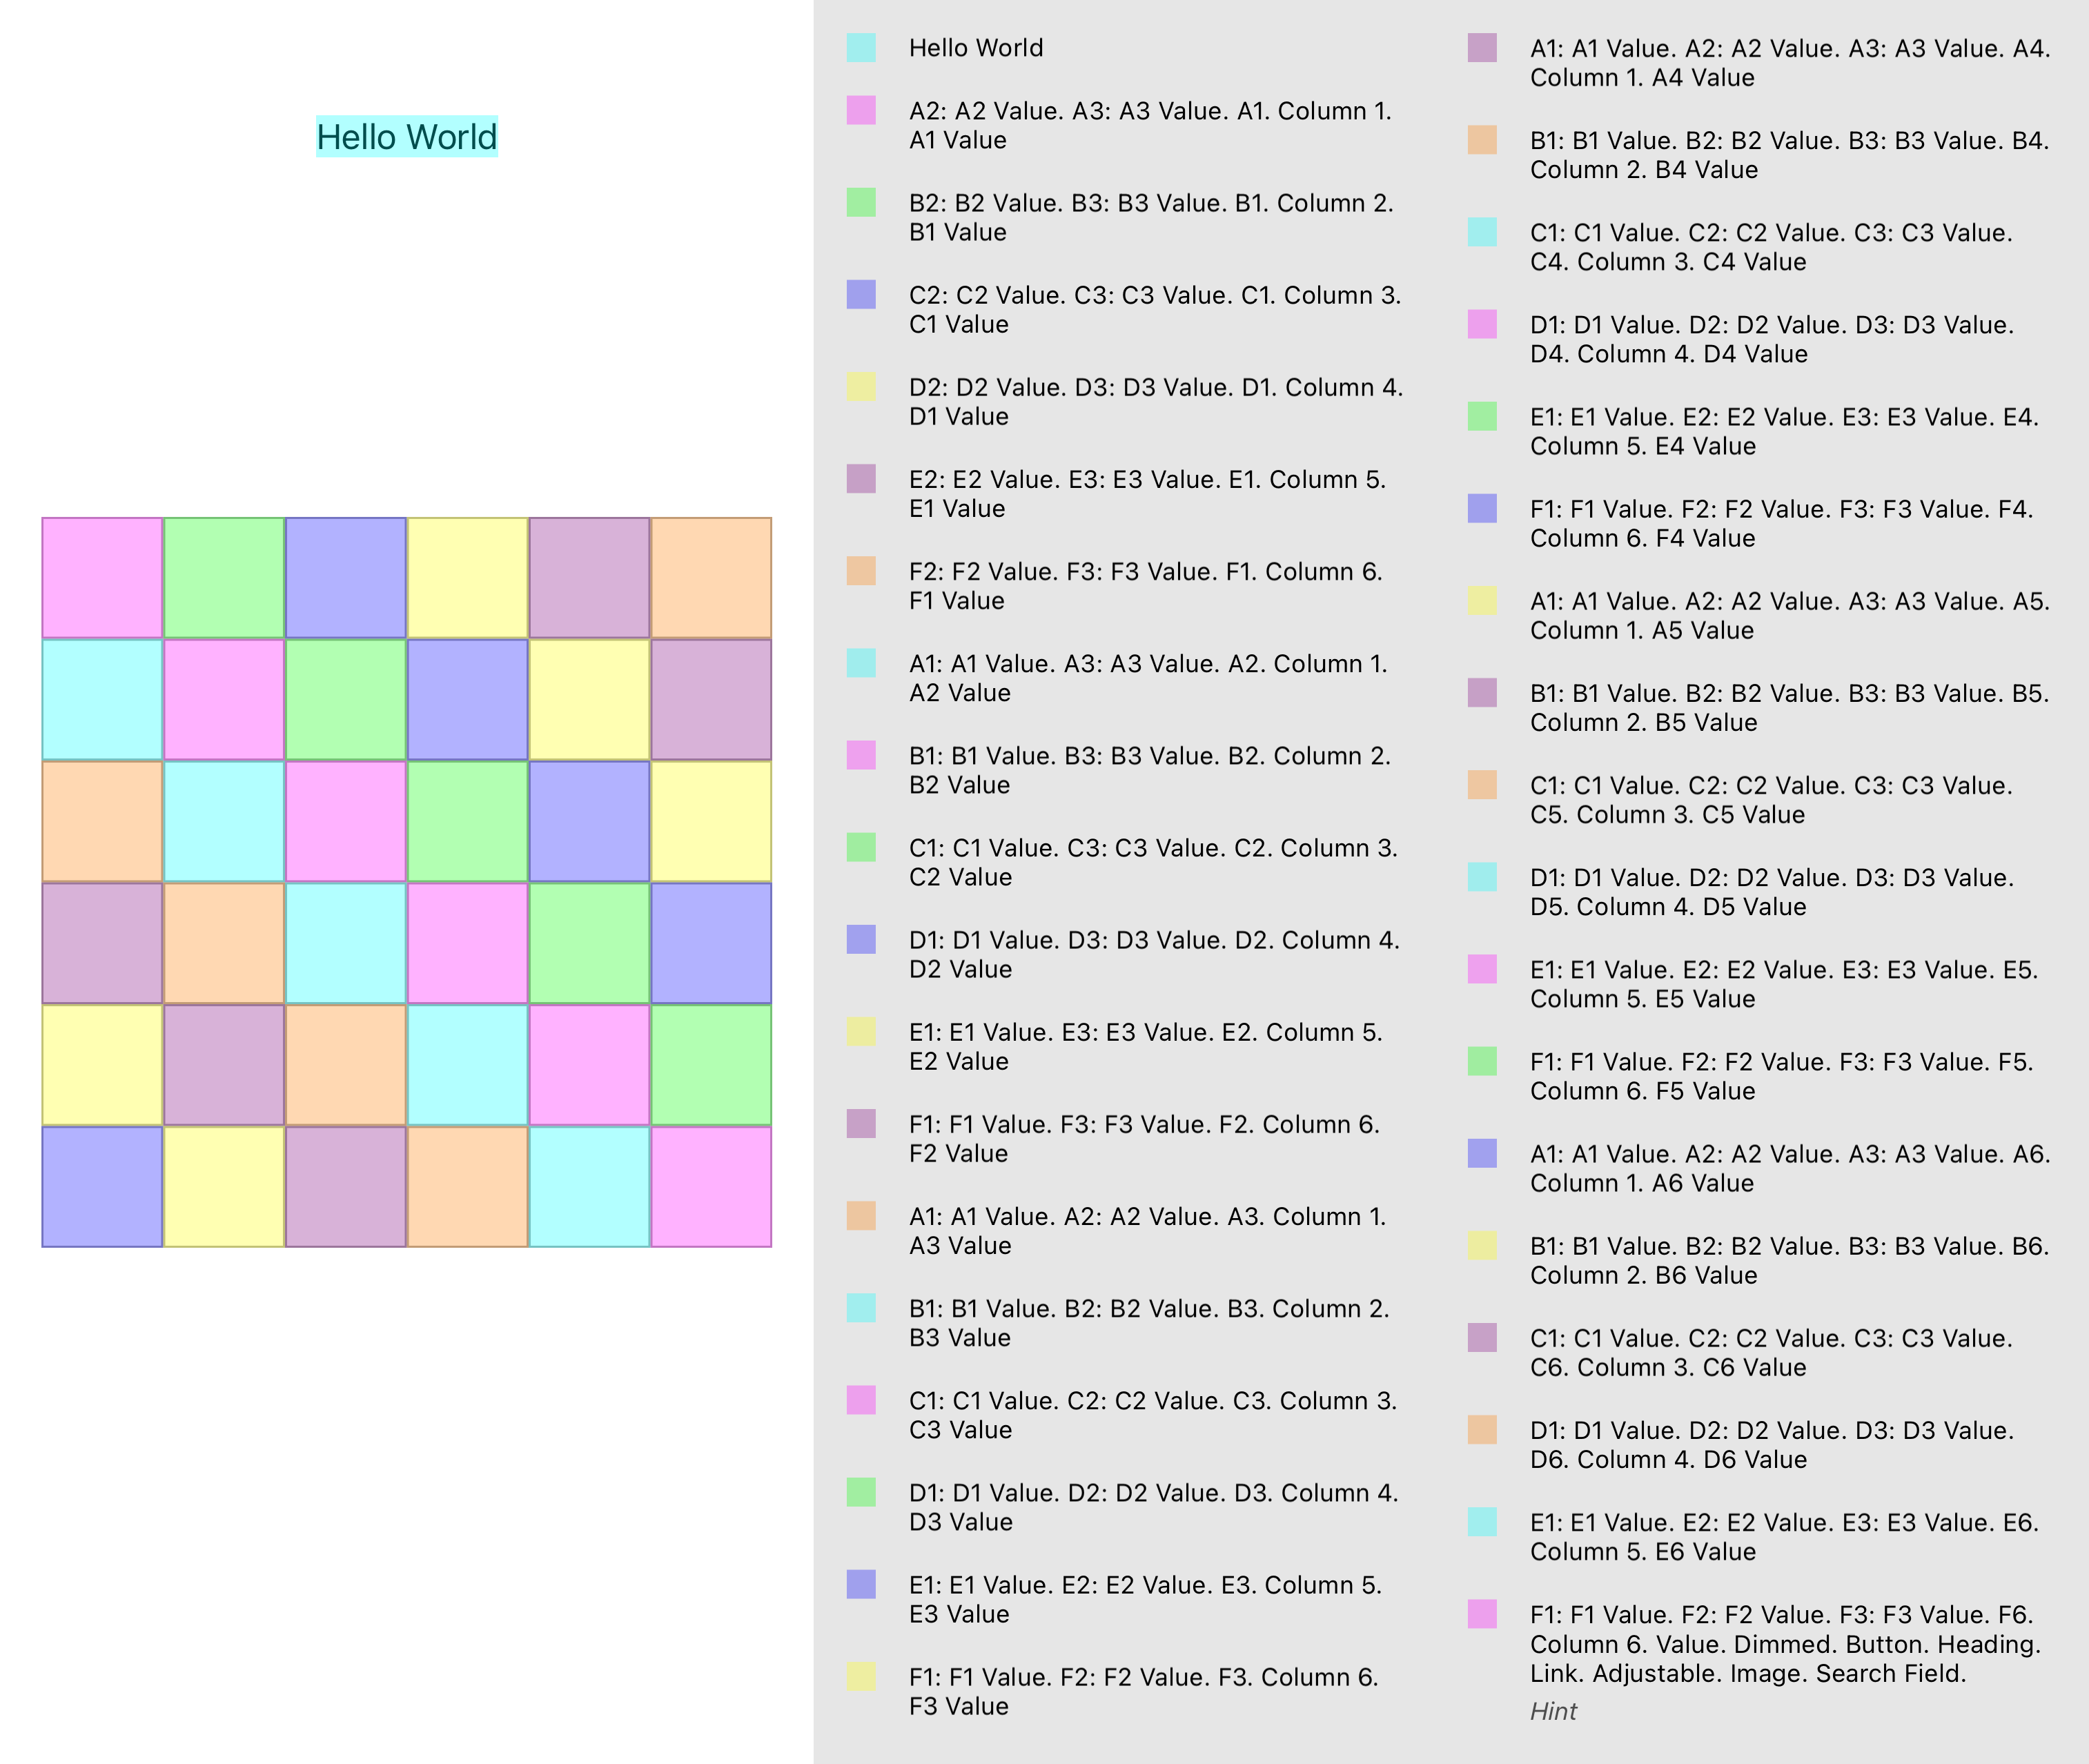 Hello World
Hello World
A2: A2 Value. A3: A3 Value. A1. Column 1.
A1 Value
B2: B2 Value. B3: B3 Value. B1. Column 2.
B1 Value
C2: C2 Value. C3: C3 Value. C1. Column 3.
C1 Value
D2: D2 Value. D3: D3 Value. D1. Column 4.
D1 Value
E2: E2 Value. E3: E3 Value. E1. Column 5.
E1 Value
F2: F2 Value. F3: F3 Value. F1. Column 6.
F1 Value
A1: A1 Value. A3: A3 Value. A2. Column 1.
A2 Value
B1: B1 Value. B3: B3 Value. B2. Column 2.
B2 Value
C1: C1 Value. C3: C3 Value. C2. Column 3.
C2 Value
D1: D1 Value. D3: D3 Value. D2. Column 4.
D2 Value
E1: E1 Value. E3: E3 Value. E2. Column 5.
E2 Value
F1: F1 Value. F3: F3 Value. F2. Column 6.
F2 Value
A1: A1 Value. A2: A2 Value. A3. Column 1.
A3 Value
B1: B1 Value. B2: B2 Value. B3. Column 2.
B3 Value
C1: C1 Value. C2: C2 Value. C3. Column 3.
C3 Value
D1: D1 Value. D2: D2 Value. D3. Column 4.
D3 Value
E1: E1 Value. E2: E2 Value. E3. Column 5.
E3 Value
F1: F1 Value. F2: F2 Value. F3. Column 6.
F3 Value
A1: A1 Value. A2: A2 Value. A3: A3 Value. A4.
Column 1. A4 Value
B1: B1 Value. B2: B2 Value. B3: B3 Value. B4.
Column 2. B4 Value
C1: C1 Value. C2: C2 Value. C3: C3 Value.
C4. Column 3. C4 Value
D1: D1 Value. D2: D2 Value. D3: D3 Value.
D4. Column 4. D4 Value
E1: E1 Value. E2: E2 Value. E3: E3 Value. E4.
Column 5. E4 Value
F1: F1 Value. F2: F2 Value. F3: F3 Value. F4.
Column 6. F4 Value
A1: A1 Value. A2: A2 Value. A3: A3 Value. A5.
Column 1. A5 Value
B1: B1 Value. B2: B2 Value. B3: B3 Value. B5.
Column 2. B5 Value
C1: C1 Value. C2: C2 Value. C3: C3 Value.
C5. Column 3. C5 Value
D1: D1 Value. D2: D2 Value. D3: D3 Value.
D5. Column 4. D5 Value
E1: E1 Value. E2: E2 Value. E3: E3 Value. E5.
Column 5. E5 Value
F1: F1 Value. F2: F2 Value. F3: F3 Value. F5.
Column 6. F5 Value
A1: A1 Value. A2: A2 Value. A3: A3 Value. A6.
Column 1. A6 Value
B1: B1 Value. B2: B2 Value. B3: B3 Value. B6.
Column 2. B6 Value
C1: C1 Value. C2: C2 Value. C3: C3 Value.
C6. Column 3. C6 Value
D1: D1 Value. D2: D2 Value. D3: D3 Value.
D6. Column 4. D6 Value
E1: E1 Value. E2: E2 Value. E3: E3 Value. E6.
Column 5. E6 Value
F1: F1 Value. F2: F2 Value. F3: F3 Value. F6.
Column 6. Value. Dimmed. Button. Heading.
Link. Adjustable. Image. Search Field.
Hint